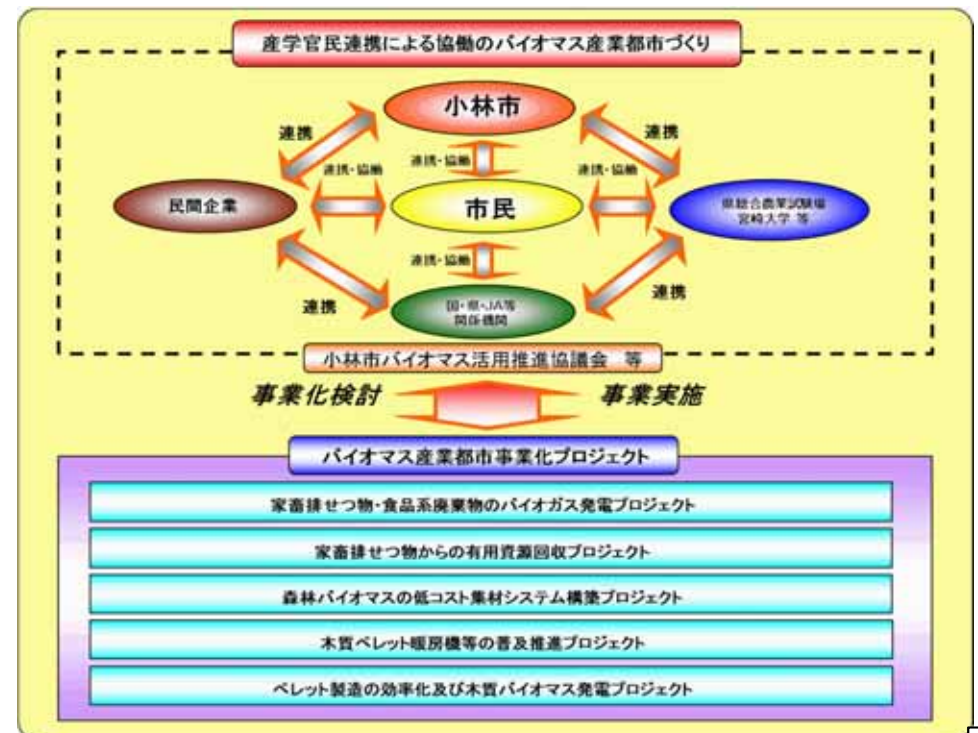 産学官民連携による協働のバイオマス産業都市づくり
小林市
連携
連携
連携・協働
連携・協働
連携・協働
民間企業
市民
県総合農業試験場
宮崎大学 等
連携・協働
連携
連携
国・県・JA等
関係機関
小林市バイオマス活用推進協議会 等
事業化検討
事業実施
バイオマス産業都市事業化プロジェクト
家畜排せつ物・食品系廃棄物のバイオガス発電プロジェクト
家畜排せつ物からの有用資源回収プロジェクト
森林バイオマスの低コスト集材システム構築プロジェクト
木質ペレット暖房機等の普及推進プロジェクト
ペレット製造の効率化及び木質バイオマス発電プロジェクト